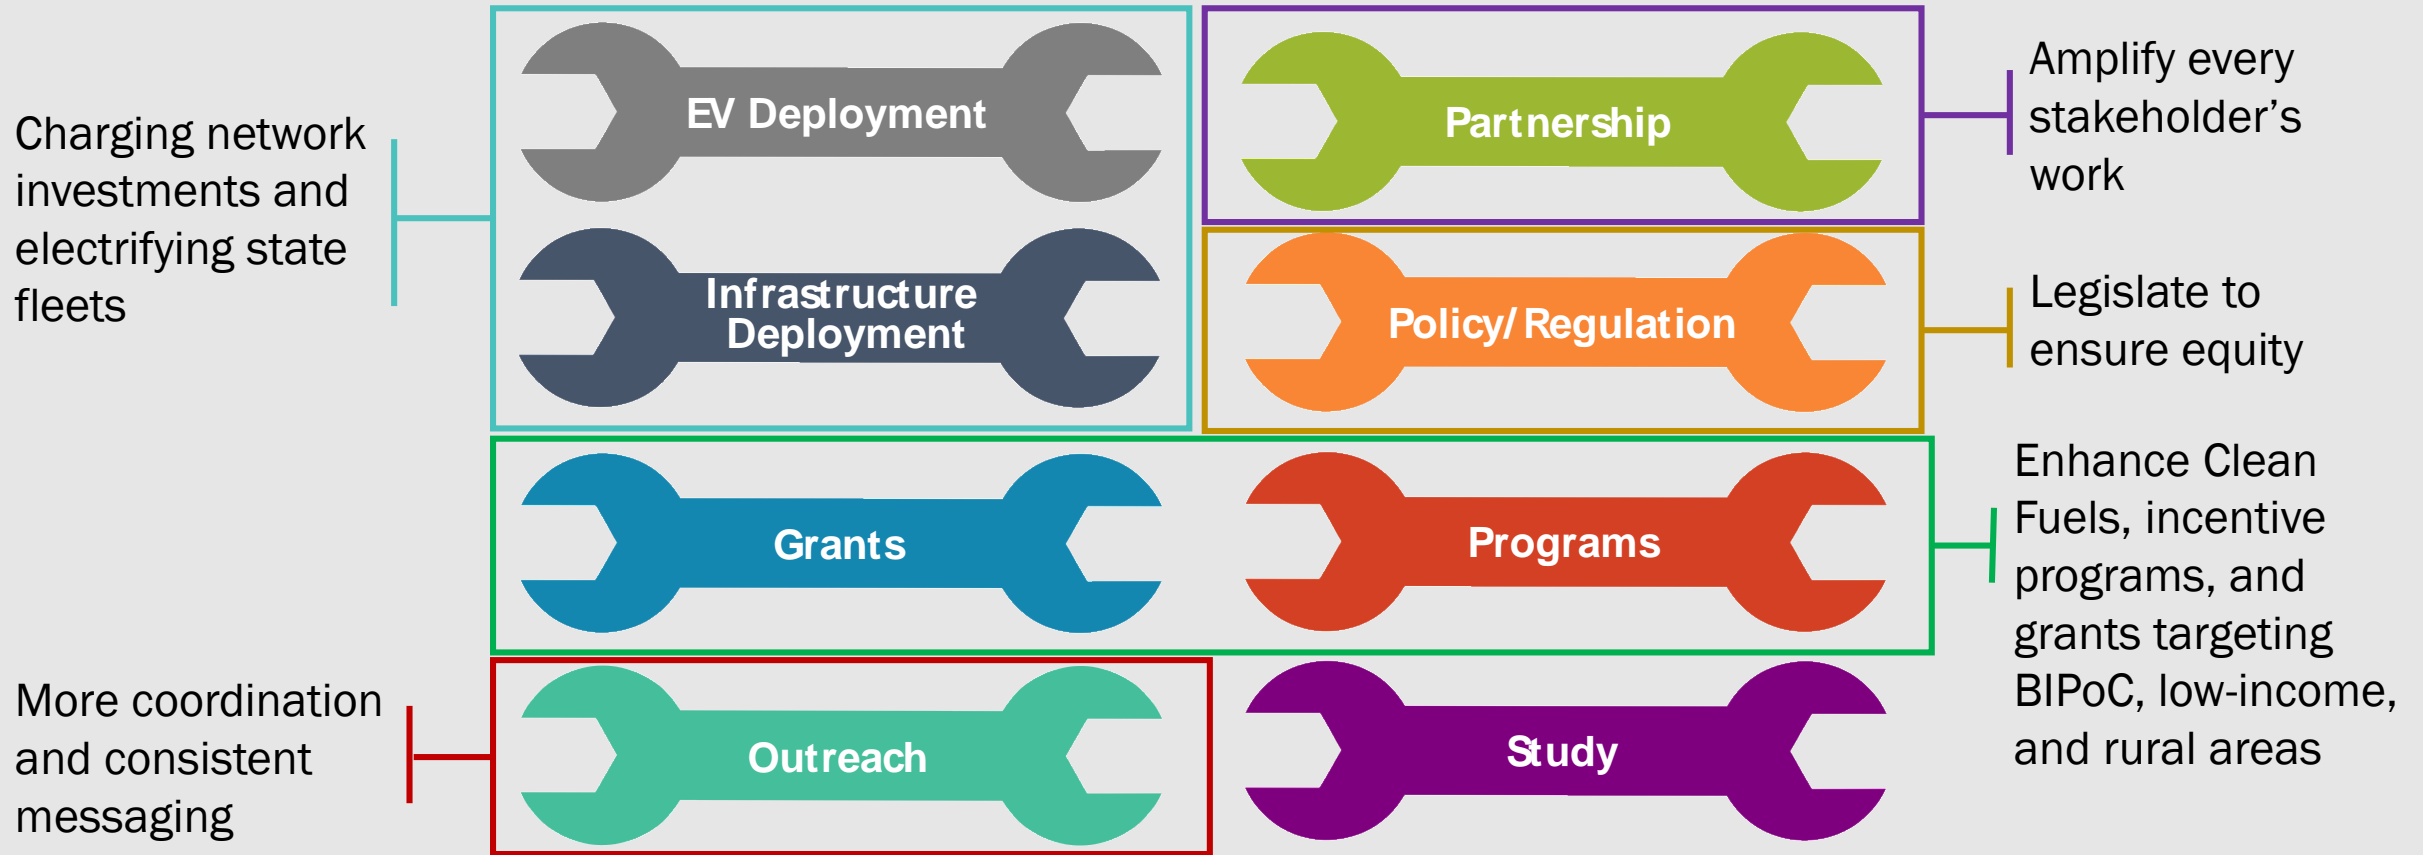 Charging network
investments and
electrifying state
fleets
EV Deployment
Infrastructure
Deployment
Partnership
Amplify every
stakeholder’s
work
Policy/Regulation
Legislate to
ensure equity
Grants
Programs
Enhance Clean
Fuels, incentive
programs, and
grants targeting
BIPoC, low-income,
and rural areas
More coordination
and consistent
messaging
Outreach
Study